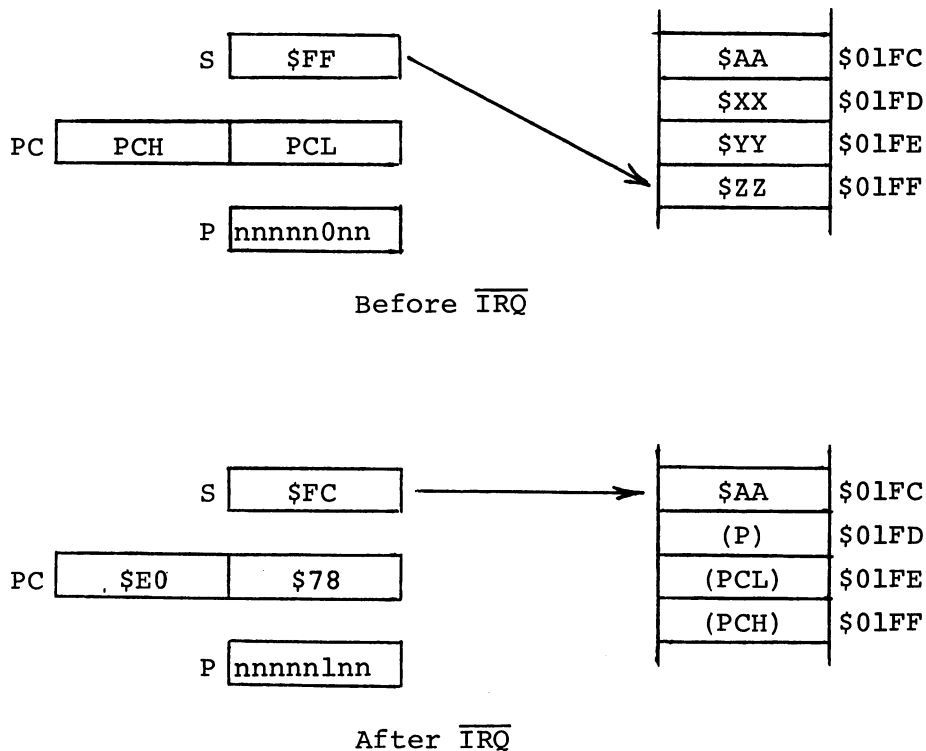 S $FF
$AA $01FC
$XX $01FD
PC PCH PCL
$YY $01FE
$ZZ $01FF
P nnnnn0nn
Before IRQ
S $FC
$AA $01FC
(P) $01FD
PC $E0 $78
(PCL) $01FE
(PCH) $01FF
P nnnnn1nn
After IRQ